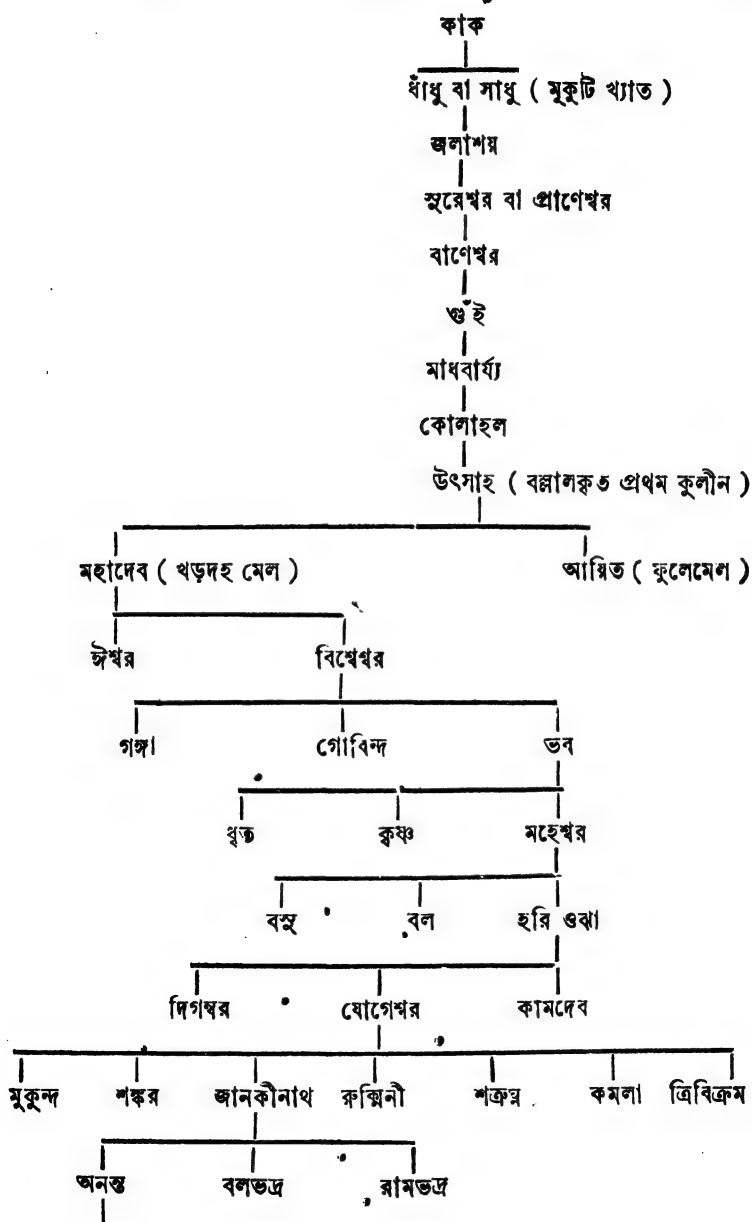 কাক
ধাঁধু বা সাধু ( মুকুটি খ্যাত )
জলাশয়
সুরেশ্বর বা প্রাণেশ্বর
বাণেশ্বর
গুঁই
মাধবার্য্য
কোলাহল
উৎসাহ ( বল্লালকৃত প্রথম কুলীন )
মহাদেব ( খড়দহ মেল ) আয়িত ( ফুলেমেল )
ঈশ্বর বিশ্বেশ্বর
গঙ্গা গোবিন্দ ভব
ধৃত কৃষ্ণ মহেশ্বর
বসু বল হরি ওঝা
দিগম্বর যোগেশ্বর কামদেব
মুকুন্দ শঙ্কর জানকীনাথ রুক্মিনী শত্রুঘ্ন কমলা ত্রিবিক্রম
অনন্ত বলভদ্র রামভদ্র